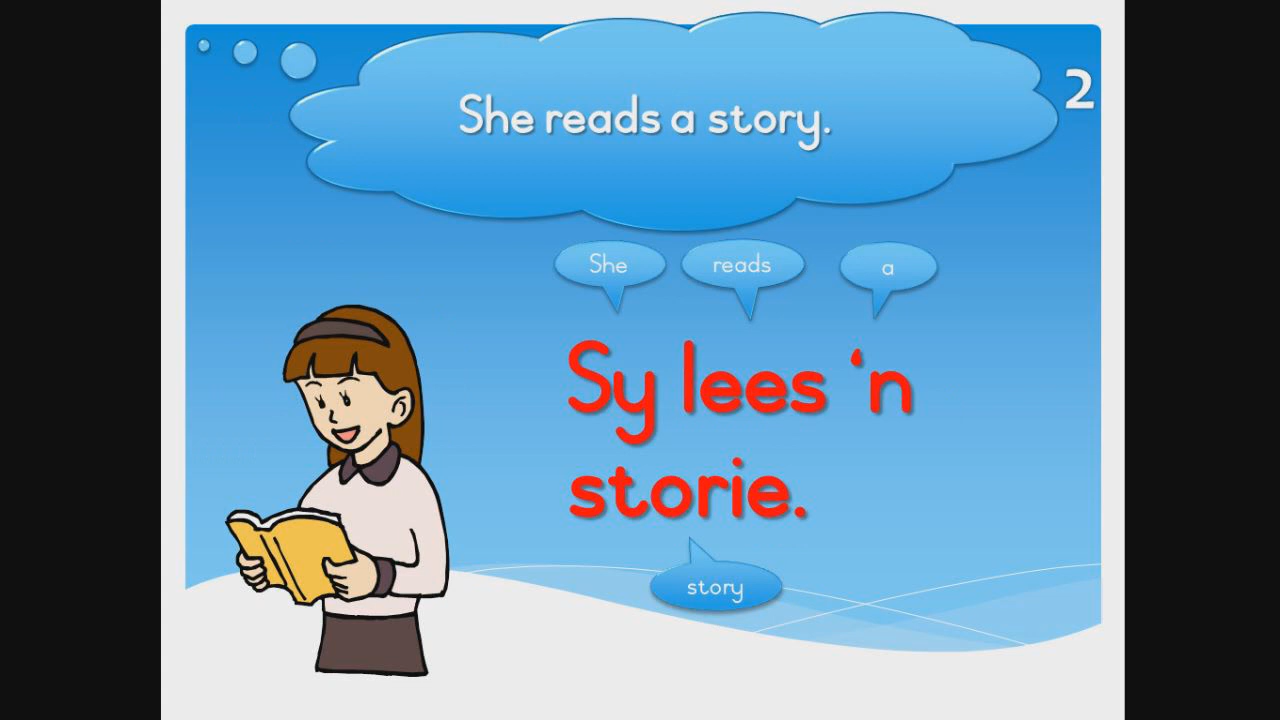 She reads a story.
2
She reads a
Sy lees ‘n
storie.
story